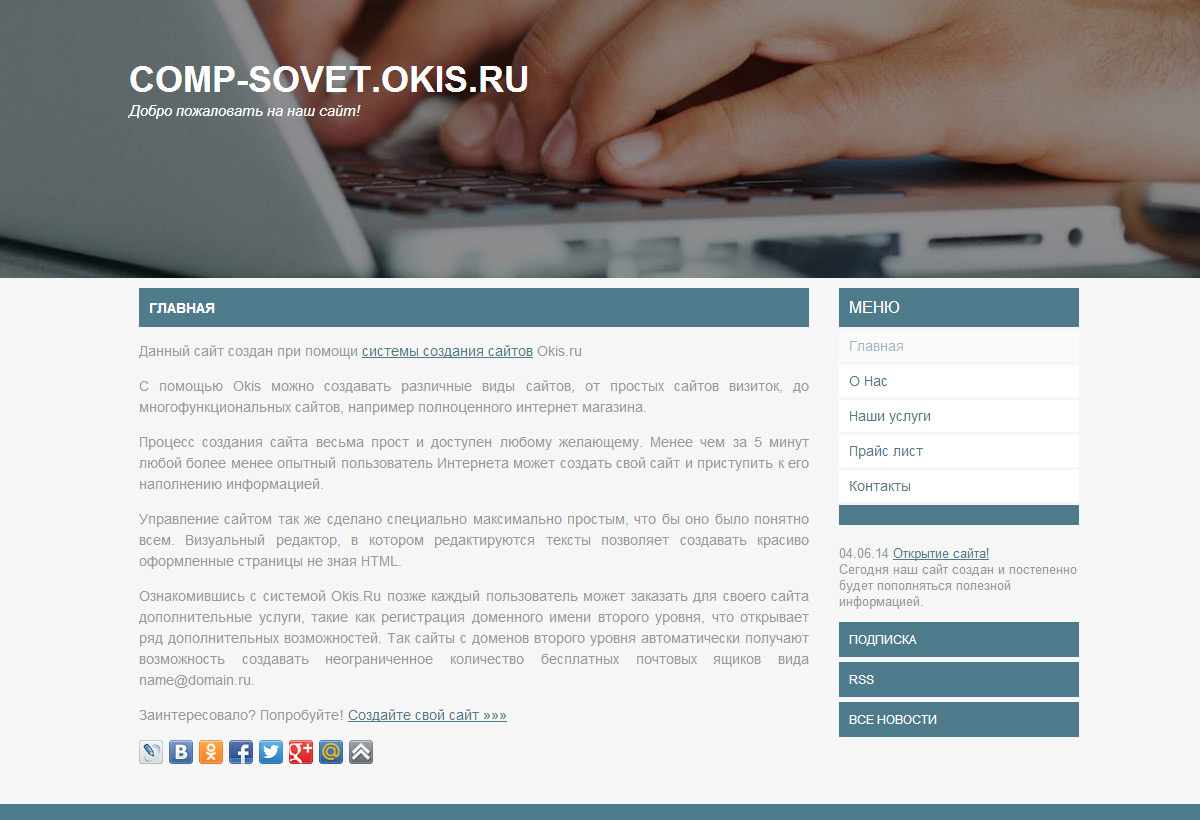 COMP-SOVET.OKIS.RU
Добро пожаловать на наш сайт!
ГЛАВНАЯ
Данный сайт создан при помощи системы создания сайтов Okis.ru
С помощью Okis можно создавать различные виды сайтов, от простых сайтов визиток, до
многофункциональных сайтов, например полноценного интернет магазина.
Процесс создания сайта весьма прост и доступен любому желающему. Менее чем за 5 минут
любой более менее опытный пользователь Интернета может создать свой сайт и приступить к его
наполнению информацией.
Управление сайтом так же сделано специально максимально простым, что бы оно было понятно
всем. Визуальный редактор, в котором редактируются тексты позволяет создавать красиво
оформленные страницы не зная HTML.
Ознакомившись с системой Okis.Ru позже каждый пользователь может заказать для своего сайта
дополнительные услуги, такие как регистрация доменного имени второго уровня, что открывает
ряд дополнительных возможностей. Так сайты с доменов второго уровня автоматически получают
возможность создавать неограниченное количество бесплатных почтовых ящиков вида
name@domain.ru.
Заинтересовало? Попробуйте! Создайте свой сайт »»»
МЕНЮ
Главная
О Нас
Наши услуги
Прайс лист
Контакты
04.06.14 Открытие сайта!
Сегодня наш сайт создан и постепенно
будет пополняться полезной
информацией.
ПОДПИСКА
RSS
ВСЕ НОВОСТИ